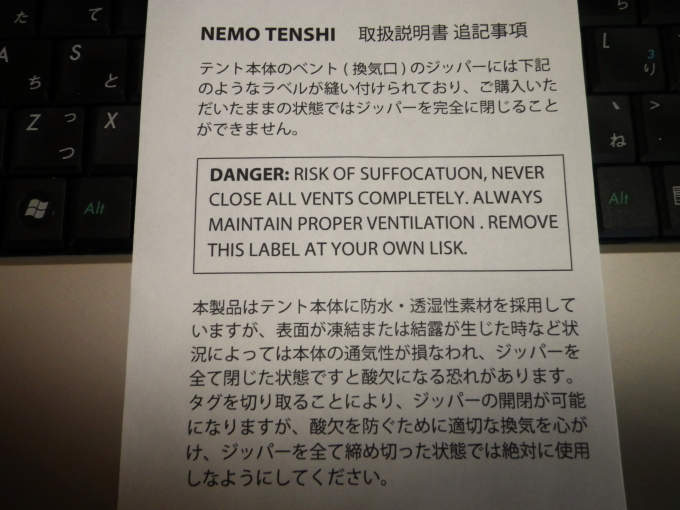 NEMO TENSHI 取扱説明書 追記事項
テント本体のベント ( 換気口 ) のジッパーには下記
のようなラベルが縫い付けられており、ご購入いた
だいたままの状態ではジッパーを完全に閉じること
ができません。
DANGER: RISK OF SUFFOCATUON, NEVER
CLOSE ALL VENTS COMPLETELY. ALWAYS
MAINTAIN PROPER VENTILATION . REMOVE
THIS LABEL AT YOUR OWN LISK.
本製品はテント本体に防水・透湿性素材を採用して
いますが、表面が凍結または結露が生じた時など状
況によっては本体の通気性が損なわれ、ジッパーを
全て閉じた状態ですと酸欠になる恐れがあります。
タグを切り取ることにより、ジッパーの開閉が可能
になりますが、酸欠を防ぐために適切な換気を心が
け、ジッパーを全て締め切った状態では絶対に使用
しなようにしてください。
た
て
A
ち
S
と
Z
っ
つ
X
Alt
L
3
り
、
ね
>
.
Alt